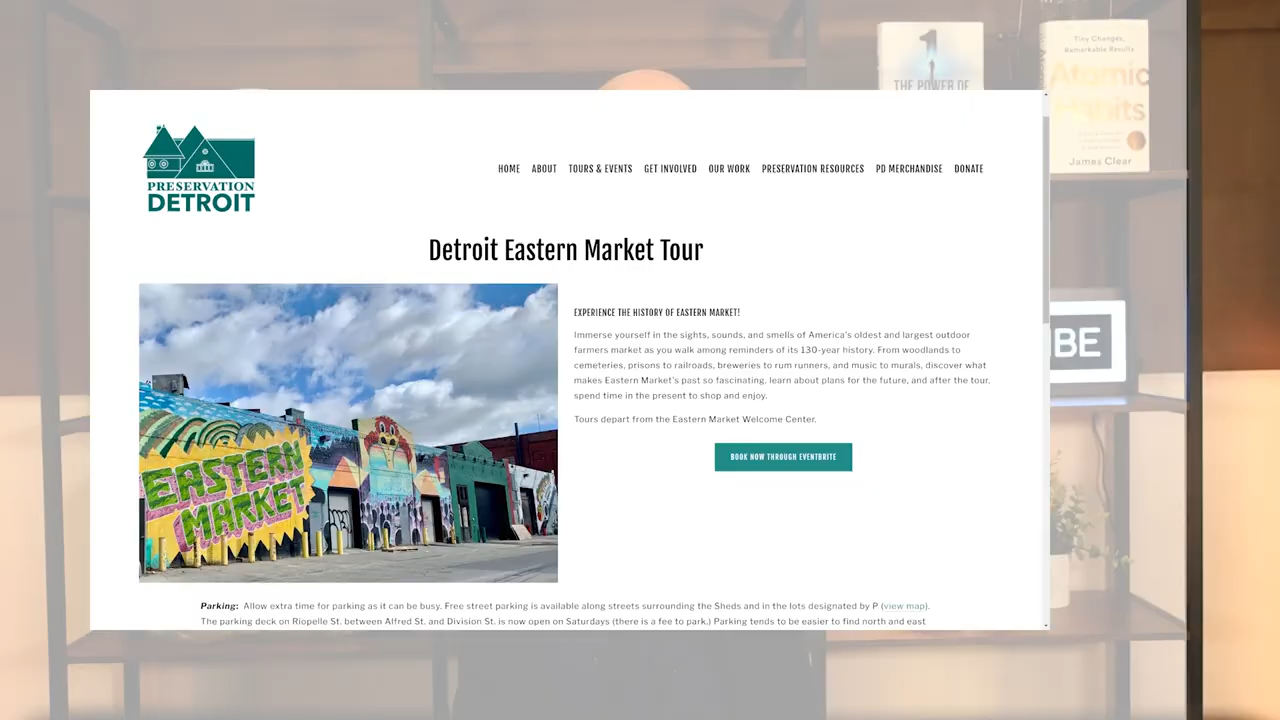 THE POWER OF
Tiny Changes,
Remarkable Results
Atomic
Habits
James Clear
BE
PRESERVATION
DETROIT
HOME ABOUT TOURS & EVENTS GET INVOLVED OUR WORK PRESERVATION RESOURCES PD MERCHANDISE DONATE
Detroit Eastern Market Tour
EASTERN
MARKET
EXPERIENCE THE HISTORY OF EASTERN MARKET!
Immerse yourself in the sights, sounds, and smells of America's oldest and largest outdoor
farmers market as you walk among reminders of its 130-year history. From woodlands to
cemeteries, prisons to railroads, breweries to rum runners, and music to murals, discover what
makes Eastern Market's past so fascinating, learn about plans for the future, and after the tour,
spend time in the present to shop and enjoy.
Tours depart from the Eastern Market Welcome Center.
BOOK NOW THROUGH EVENTBRITE
Parking: Allow extra time for parking as it can be busy. Free street parking is available along streets surrounding the Sheds and in the lots designated by P (view map).
The parking deck on Riopelle St. between Alfred St. and Division St. is now open on Saturdays (there is a fee to park.) Parking tends to be easier to find north and east